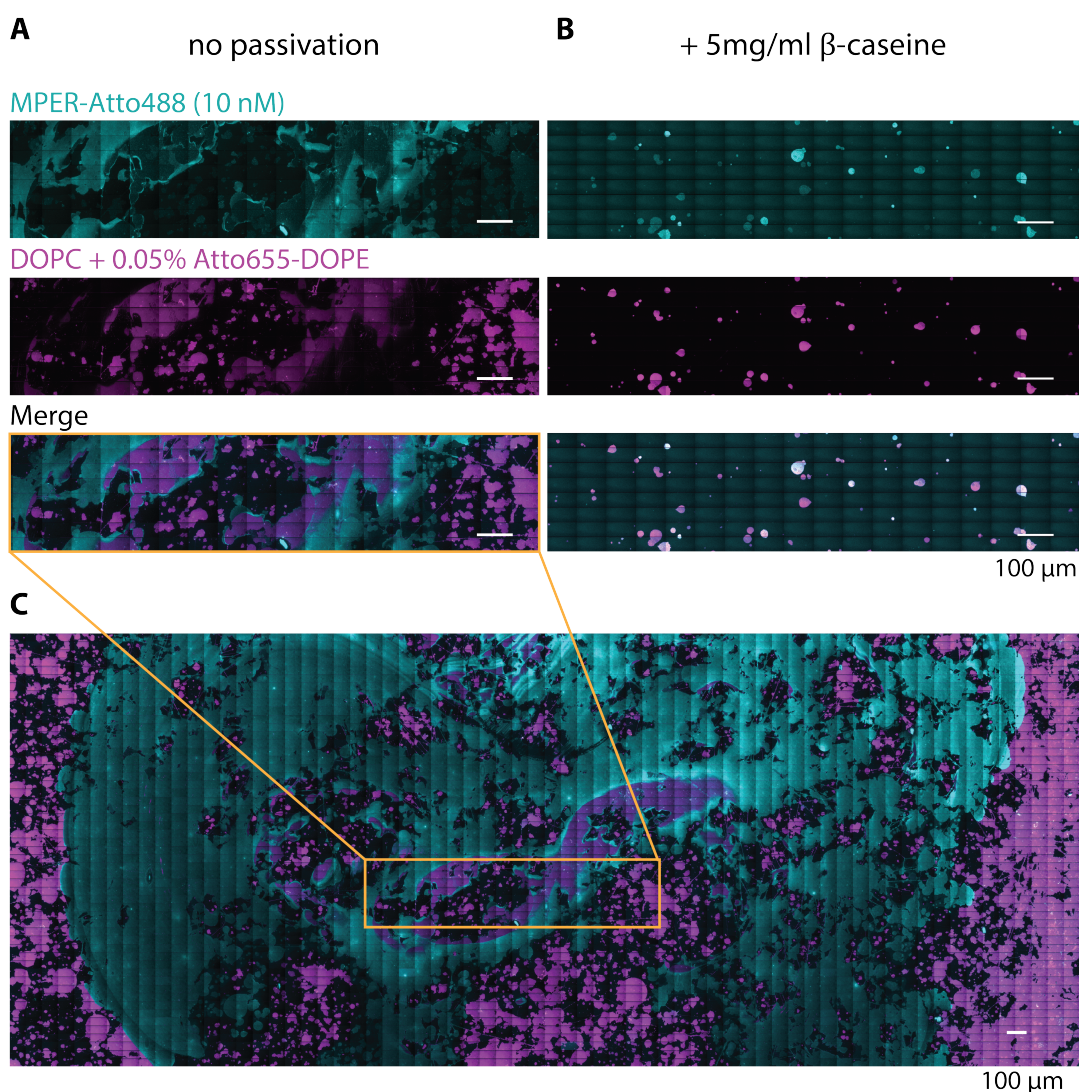 A
no passivation
B
+ 5mg/ml β-caseine
MPER-Atto488 (10 nM)
DOPC + 0.05% Atto655-DOPE
Merge
100 μm
C
100 μm